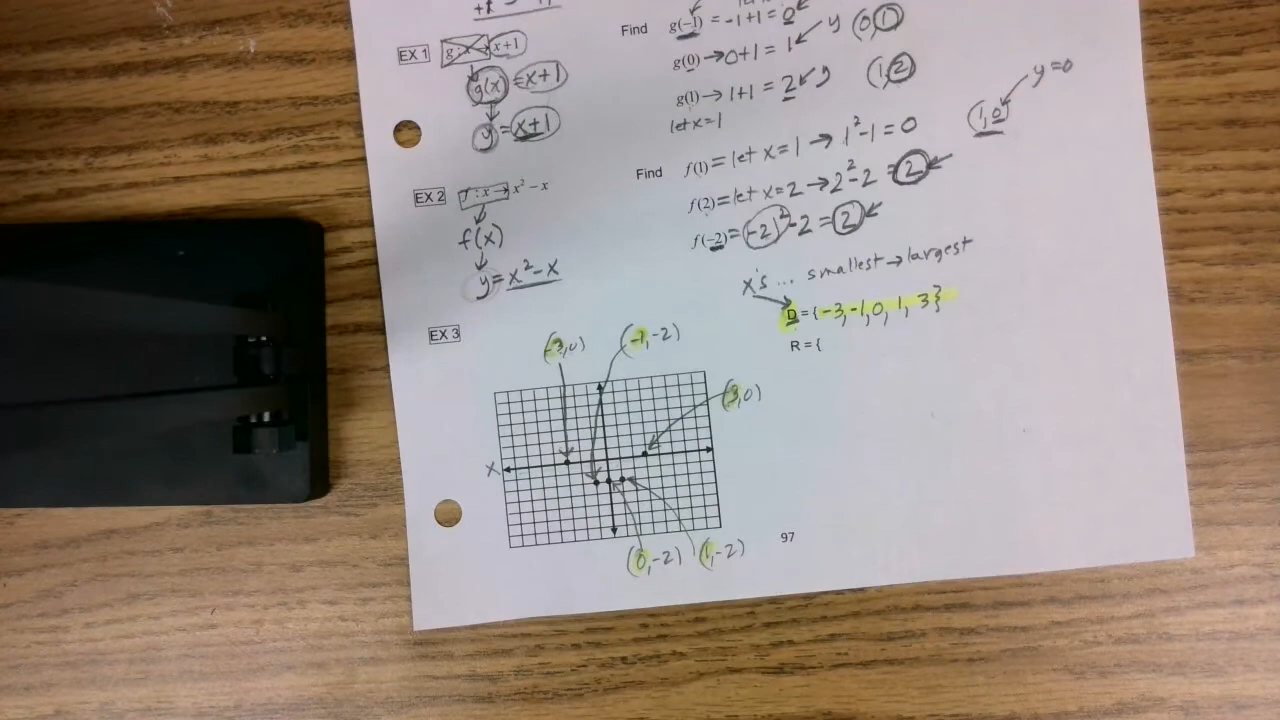 EX 1 g : x → x+1
g(x) = x+1
y = x+1
Find g(-1) = -1+1 = 0
g(0) → 0+1 = 1 y (0,1)
g(1) → 1+1 = 2 y (1,2)
let x=1
EX 2 f : x → x² – x
f(x)
y = x² - x
Find f(1) = let x = 1 → 1² - 1 = 0 (1,0) y = 0
f(2) = let x = 2 → 2² - 2 = 2
f(-2) = (-2)² - 2 = 2
X's ... smallest → largest
D = { -3, -1, 0, 1, 3}
R = {
EX 3
(-3,0) (-1,-2)
(3,0)
X
(0,-2) (1,-2)
97